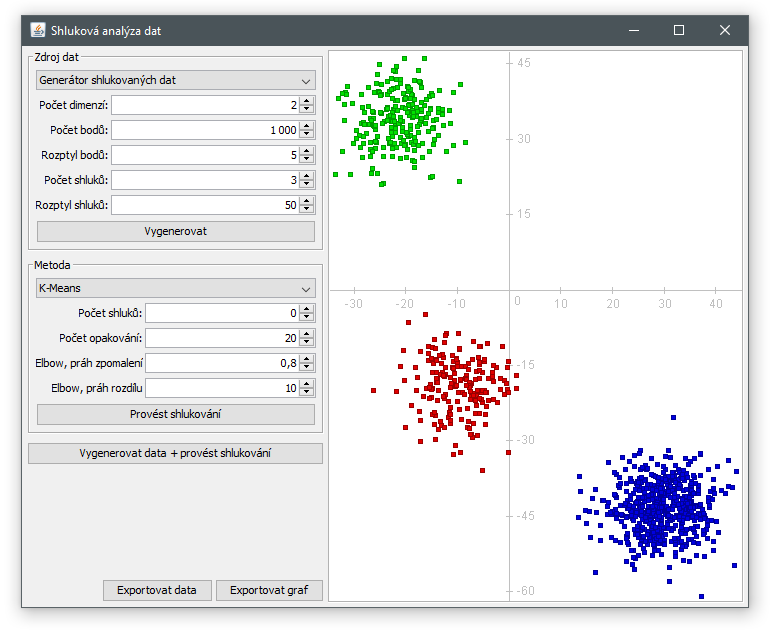 Shluková analýza dat
Zdroj dat
Generátor shlukovaných dat
Počet dimenzí: 2
Počet bodů: 1 000
Rozptyl bodů: 5
Počet shluků: 3
Rozptyl shluků: 50
Vygenerovat
Metoda
K-Means
Počet shluků: 0
Počet opakování: 20
Elbow, práh zpomalení 0,8
Elbow, práh rozdílu 10
Provést shlukování
Vygenerovat data + provést shlukování
Exportovat data Exportovat graf
45
30
15
-30 -20 -10 0 10 20 30 40
-15
-30
-45
-60